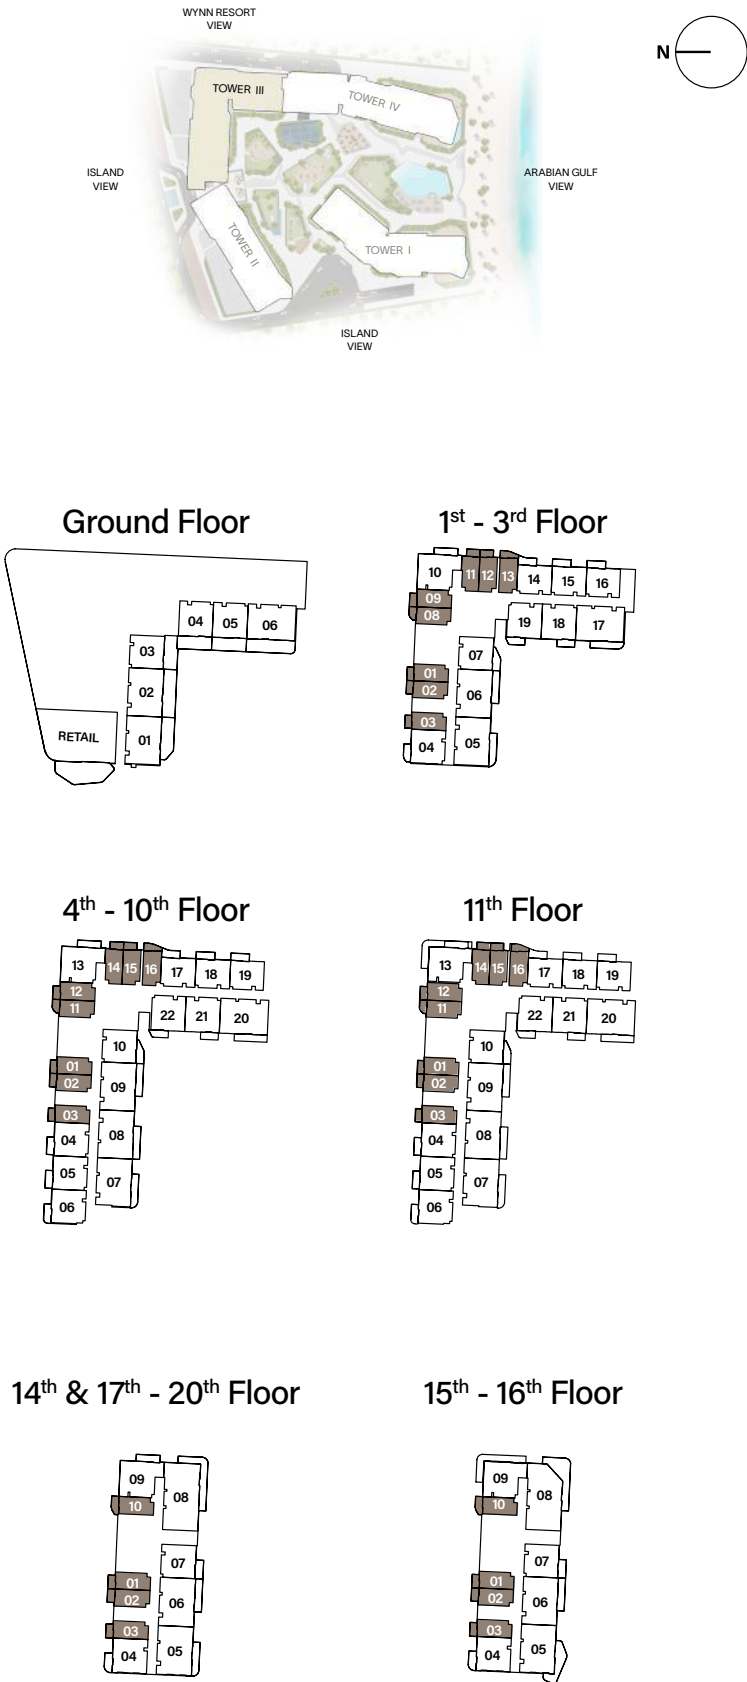 WYNN RESORT
VIEW
N
TOWER III
TOWER IV
ISLAND
VIEW
ARABIAN GULF
VIEW
TOWER II
TOWER I
ISLAND
VIEW
Ground Floor
04 05 06
03
02
RETAIL
01
1st - 3rd Floor
10 11 12 13 14 15 16
09
08
19 18 17
07
01
02
06
03
04 05
4th - 10th Floor
13 14 15 16 17 18 19
12
11
22 21 20
10
01
02
09
03
04 08
05
07
06
11th Floor
13 14 15 16 17 18 19
12
11
22 21 20
10
01
02
09
03
04 08
05
07
06
14th & 17th - 20th Floor
09
08
10
07
01
02
06
03
04 05
15th - 16th Floor
09
08
10
07
01
02
06
03
04 05